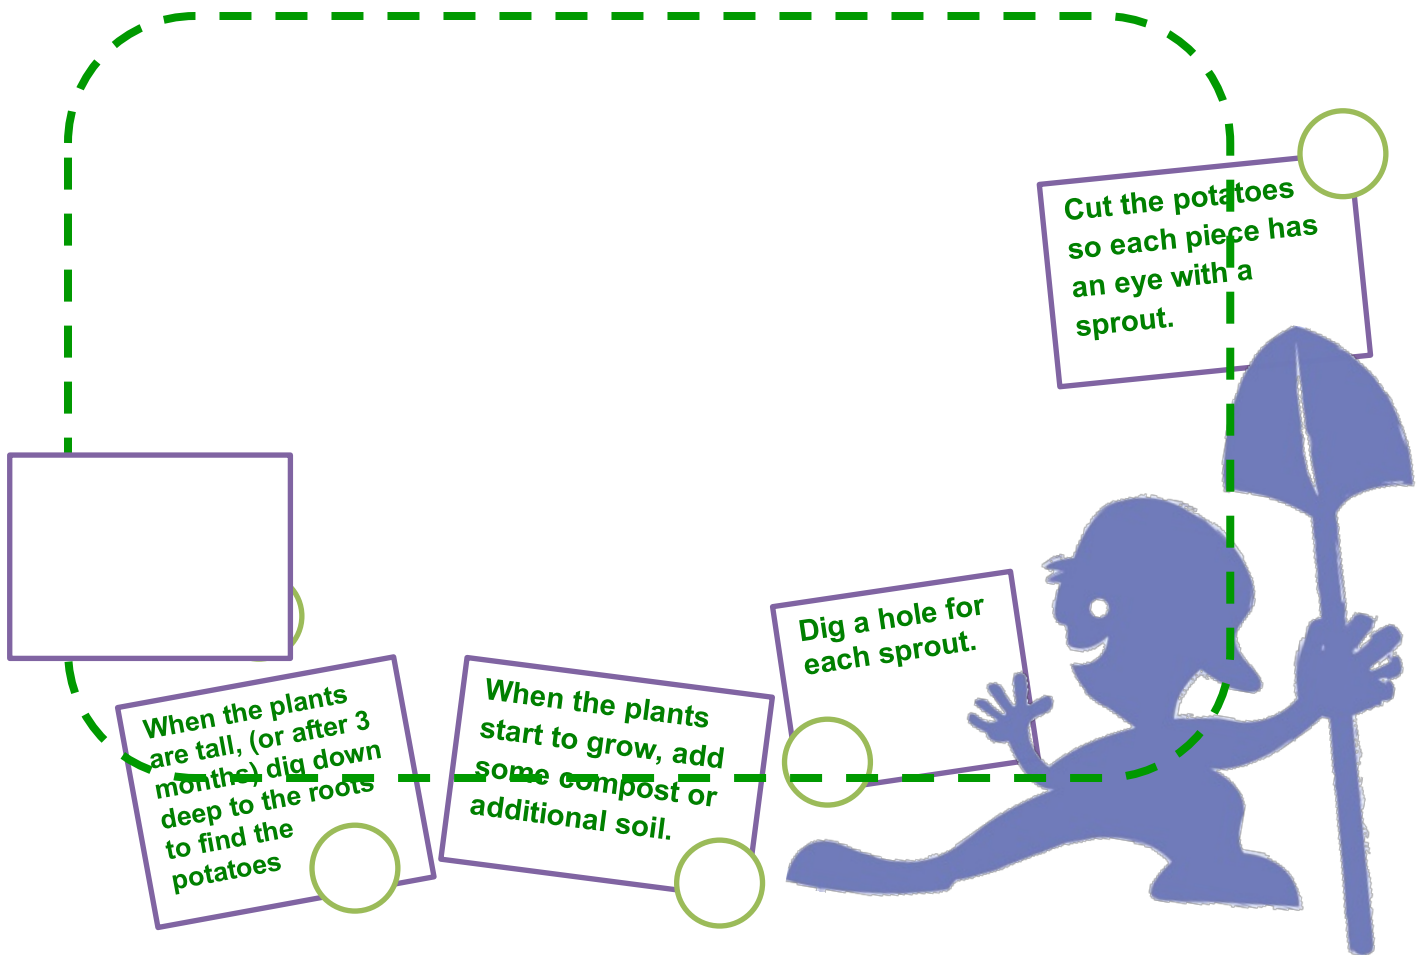 Cut the potatoes
so each piece has
an eye with a
sprout.
Dig a hole for
each sprout.
When the plants
start to grow, add
some compost or
additional soil.
When the plants
are tall, (or after 3
months) dig down
deep to the roots
to find the
potatoes